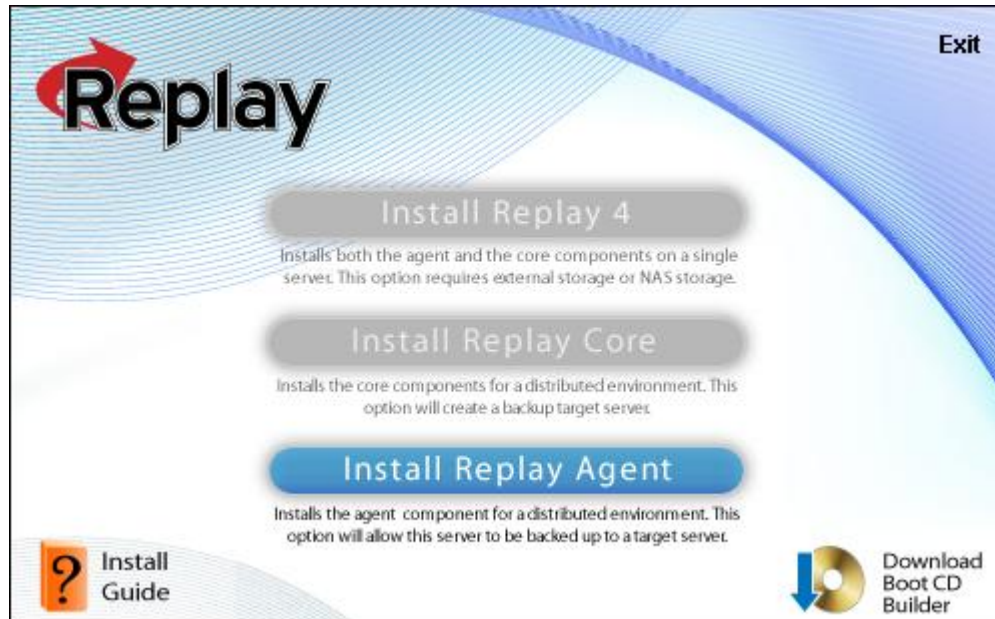 Replay
Exit
Install Replay 4
Installs both the agent and the core components on a single
server. This option requires external storage or NAS storage.
Install Replay Core
Installs the core components for a distributed environment. This
option will create a backup target server.
Install Replay Agent
Installs the agent component for a distributed environment. This
option will allow this server to be backed up to a target server.
?
Install
Guide
Download
Boot CD
Builder